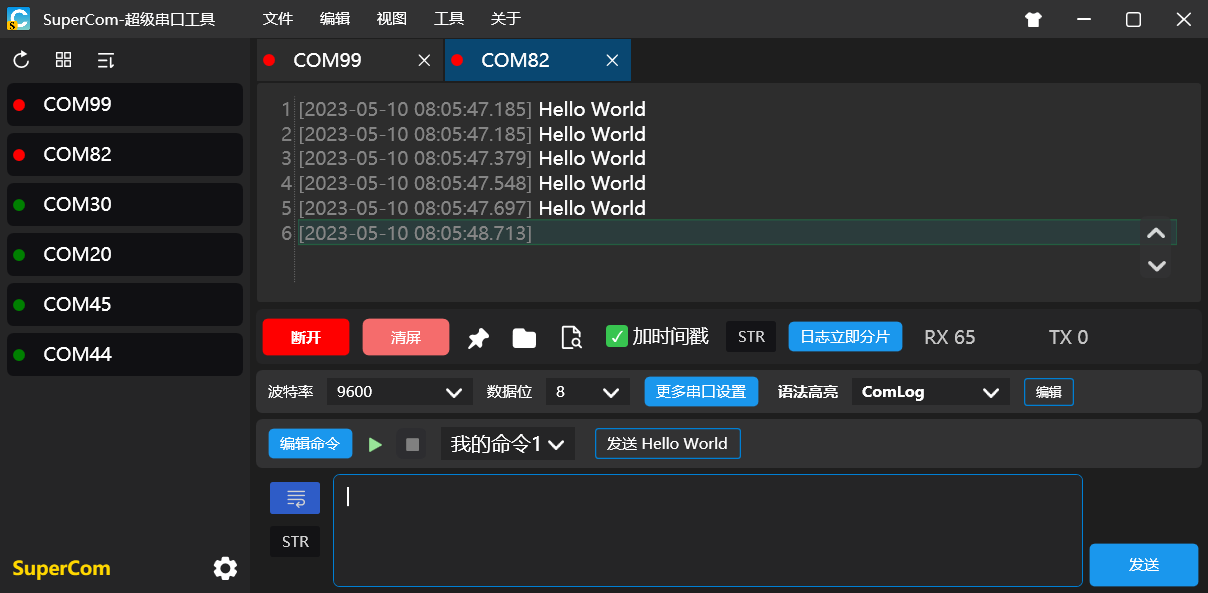 SuperCom-超级串口工具 文件 编辑 视图 工具 关于
COM99
COM82
COM30
COM20
COM45
COM44
SuperCom
COM99 COM82
1 [2023-05-10 08:05:47.185] Hello World
2 [2023-05-10 08:05:47.185] Hello World
3 [2023-05-10 08:05:47.379] Hello World
4 [2023-05-10 08:05:47.548] Hello World
5 [2023-05-10 08:05:47.697] Hello World
6 [2023-05-10 08:05:48.713]
断开 清屏 加时间戳 STR 日志立即分片 RX 65 TX 0
波特率 9600 数据位 8 更多串口设置 语法高亮 ComLog 编辑
编辑命令 我的命令1 发送 Hello World
STR
发送